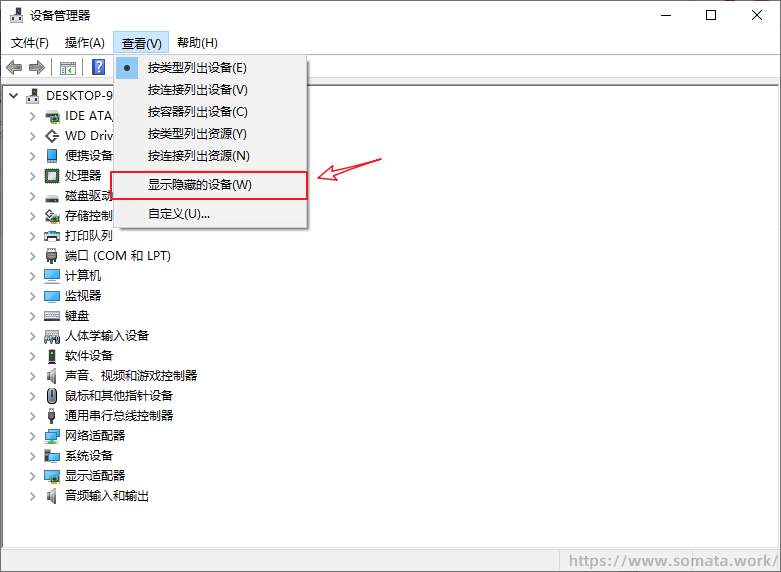 设备管理器
文件(F) 操作(A) 查看(V) 帮助(H)
按类型列出设备(E)
按连接列出设备(V)
按容器列出设备(C)
按类型列出资源(Y)
按连接列出资源(N)
显示隐藏的设备(W)
自定义(U)...
DESKTOP-9
IDE ATA
WD Driv
便携设备
处理器
磁盘驱动
存储控制
打印队列
端口 (COM 和 LPT)
计算机
监视器
键盘
人体学输入设备
软件设备
声音、视频和游戏控制器
鼠标和其他指针设备
通用串行总线控制器
网络适配器
系统设备
显示适配器
音频输入和输出
https://www.somata.work/